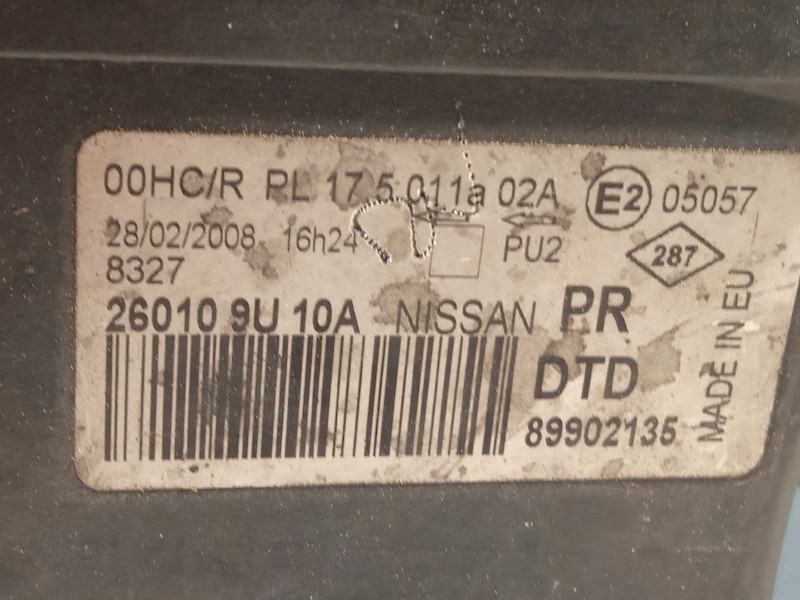 00HC/R PL 17.5 011a 02A E2 05057
28/02/2008 16h24 PU2 287
8327
26010 9U 10A NISSAN PR
DTD
89902135
MADE IN EU